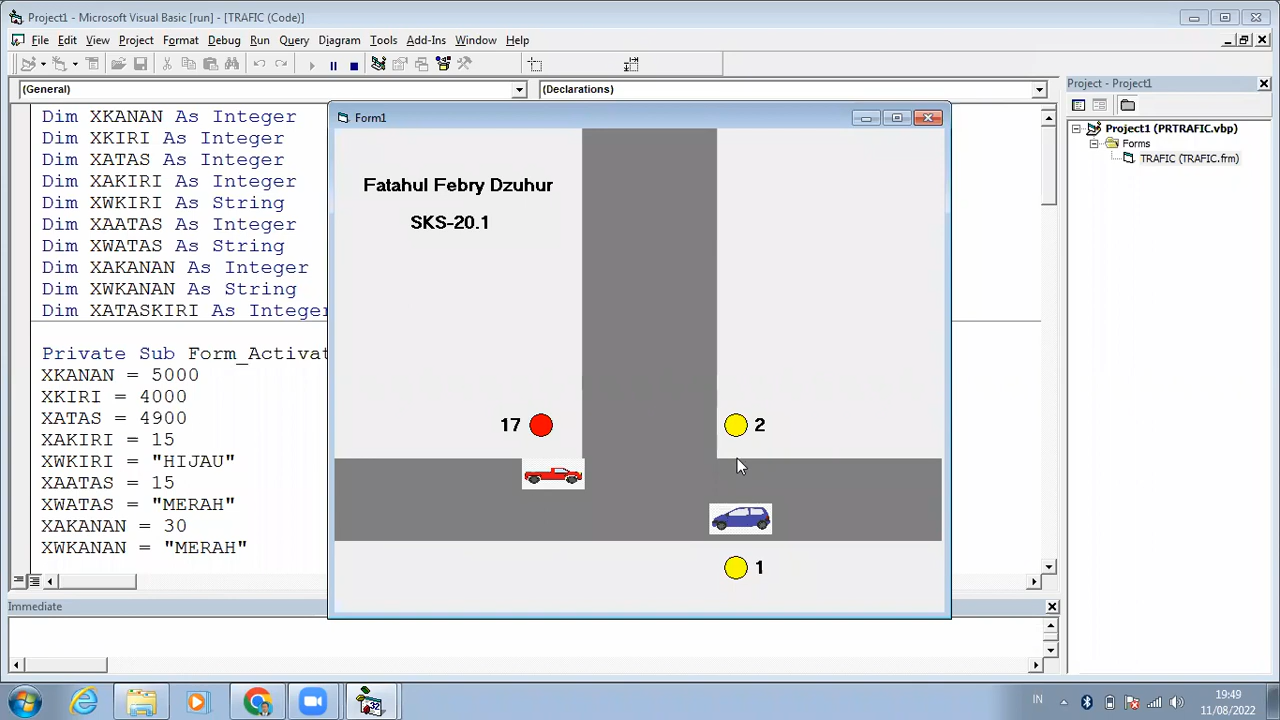 Project1 - Microsoft Visual Basic [run] - [TRAFIC (Code)]
File Edit View Project Format Debug Run Query Diagram Tools Add-Ins Window Help
(General) (Declarations)
Dim XKANAN As Integer
Dim XKIRI As Integer
Dim XATAS As Integer
Dim XAKIRI As Integer
Dim XWKIRI As String
Dim XAATAS As Integer
Dim XWATAS As String
Dim XAKANAN As Integer
Dim XWKANAN As String
Dim XATASKIRI As Integer
Private Sub Form_Activat
XKANAN = 5000
XKIRI = 4000
XATAS = 4900
XAKIRI = 15
XWKIRI = "HIJAU"
XAATAS = 15
XWATAS = "MERAH"
XAKANAN = 30
XWKANAN = "MERAH"
Form1
Fatahul Febry Dzuhur
SKS-20.1
17
2
1
Project - Project1
Project1 (PRTRAFIC.vbp)
Forms
TRAFIC (TRAFIC.frm)
Immediate
32
IN
19:49
11/08/2022